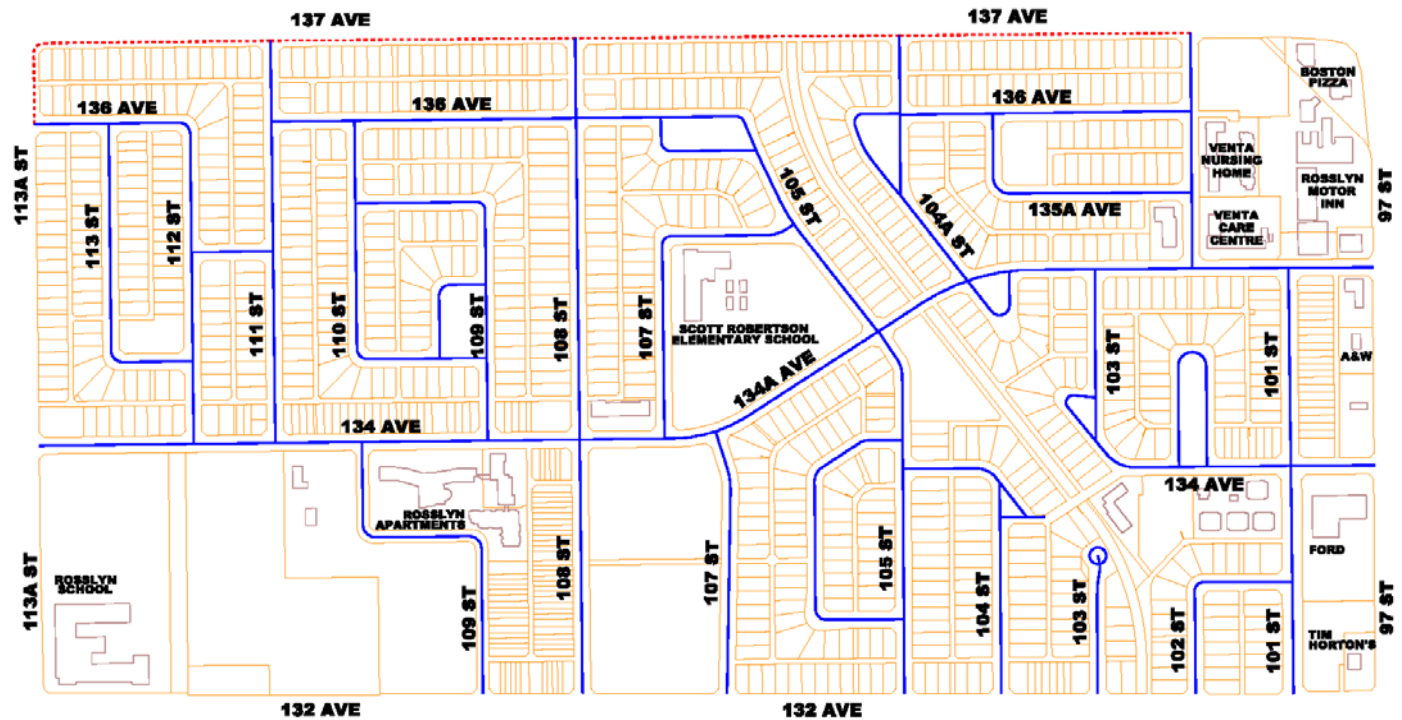 137 AVE
137 AVE
BOSTON
PIZZA
136 AVE
136 AVE
136 AVE
113A ST
113 ST
112 ST
111 ST
110 ST
109 ST
108 ST
107 ST
105 ST
104A ST
135A AVE
VENTA
NURSING
HOME
VENTA
CARE
CENTRE
ROSSLYN
MOTOR
INN
97 ST
SCOTT ROBERTSON
ELEMENTARY SCHOOL
134A AVE
103 ST
101 ST
A&W
134 AVE
134 AVE
ROSSLYN
APARTMENTS
FORD
113A ST
ROSSLYN
SCHOOL
109 ST
108 ST
107 ST
105 ST
104 ST
103 ST
102 ST
101 ST
TIM
HORTON'S
97 ST
132 AVE
132 AVE